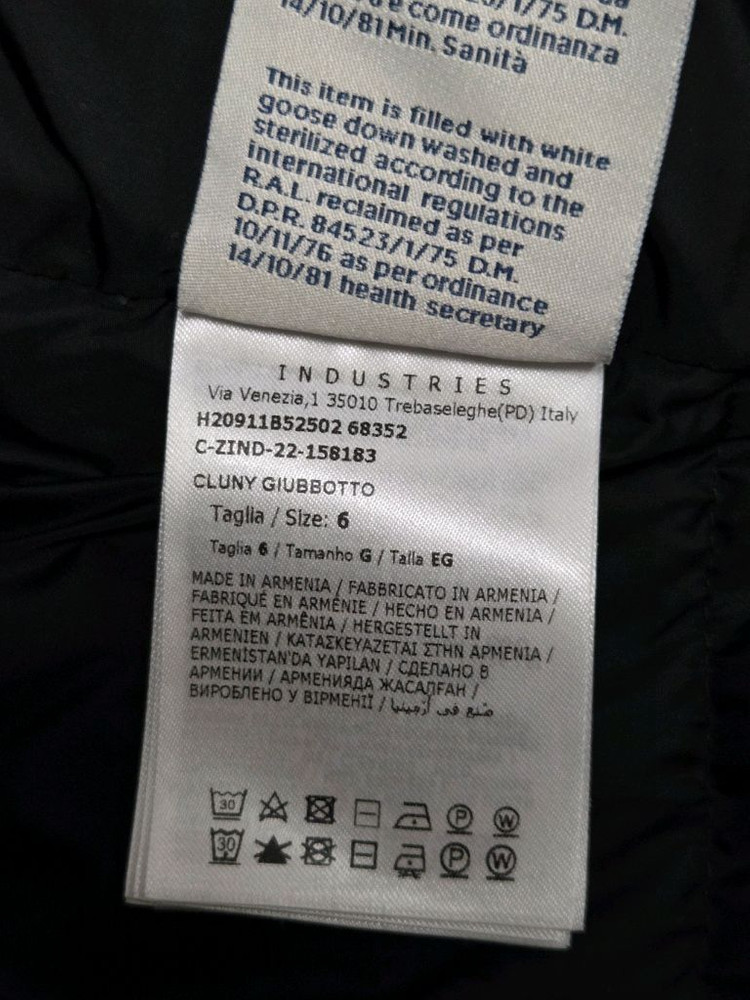 /1/75 D.M.
e come ordinanza
14/10/81 Min. Sanità
This item is filled with white
goose down washed and
sterilized according to the
international regulations
R.A.L. reclaimed as per
D.P.R. 84523/1/75 D.M.
10/11/76 as per ordinance
14/10/81 health secretary
INDUSTRIES
Via Venezia,1 35010 Trebaseleghe(PD) Italy
H20911B52502 68352
C-ZIND-22-158183
CLUNY GIUBBOTTO
Taglia / Size: 6
Taglia 6 / Tamanho G / Talla EG
MADE IN ARMENIA / FABBRICATO IN ARMENIA /
FABRIQUÉ EN ARMÉNIE / HECHO EN ARMENIA /
FEITA EM ARMÊNIA / HERGESTELLT IN
ARMENIEN / ΚΑΤΑΣΚΕΥΑΖΕΤΑΙ ΣΤΗΝ ΑΡΜΕΝΙΑ /
ERMENİSTAN'DA YAPILAN / СДЕЛАНО В
АРМЕНИИ / АРМЕНИЯДА ЖАСАЛҒАН /
ВИРОБЛЕНО У ВІРМЕНІЇ / صنع في أرمينيا
30
P
W
30
P
W